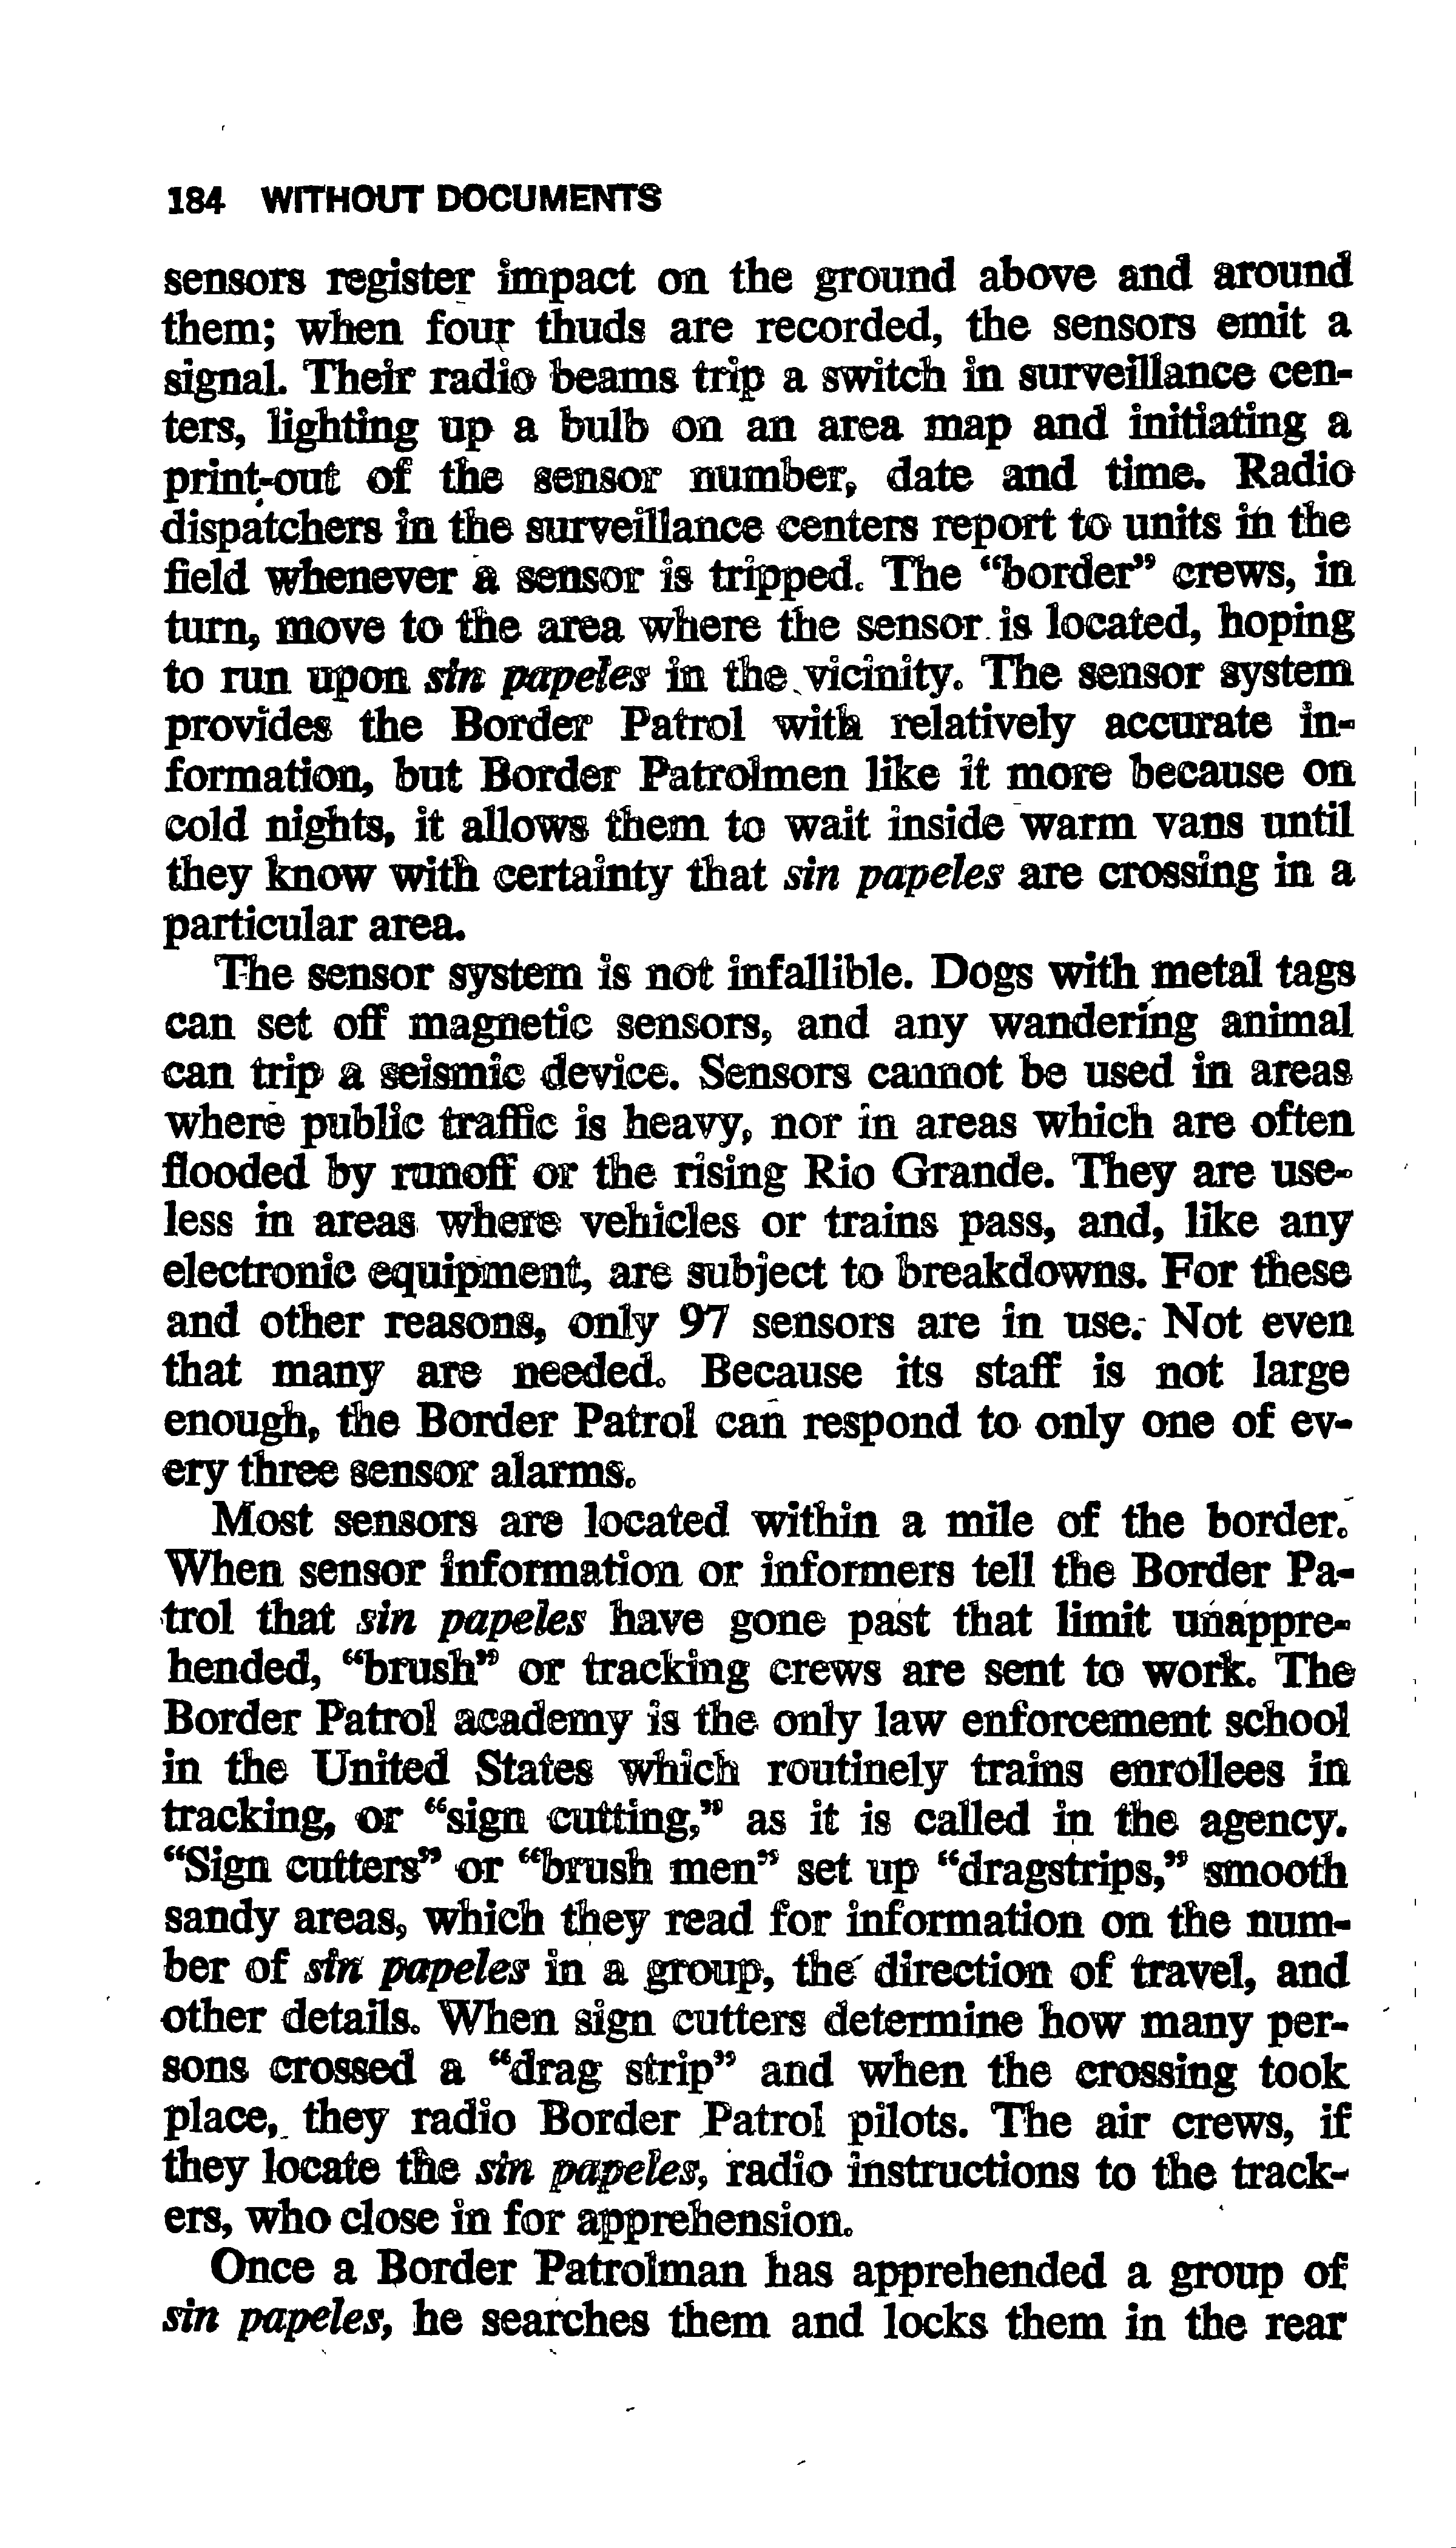 184 WITHOUT DOCUMENTS
sensors register impact on the ground above and around
them; when four thuds are recorded, the sensors emit a
signal. Their radio beams trip a switch in surveillance cen-
ters, lighting up a bulb on an area map and initiating a
print-out of the sensor number, date and time. Radio
dispatchers in the surveillance centers report to units in the
field whenever a sensor is tripped. The “border” crews, in
turn, move to the area where the sensor is located, hoping
to run upon sin papeles in the vicinity. The sensor system
provides the Border Patrol with relatively accurate in-
formation, but Border Patrolmen like it more because on
cold nights, it allows them to wait inside warm vans until
they know with certainty that sin papeles are crossing in a
particular area.
The sensor system is not infallible. Dogs with metal tags
can set off magnetic sensors, and any wandering animal
can trip a seismic device. Sensors cannot be used in areas
where public traffic is heavy, nor in areas which are often
flooded by runoff or the rising Rio Grande. They are use-
less in areas where vehicles or trains pass, and, like any
electronic equipment, are subject to breakdowns. For these
and other reasons, only 97 sensors are in use. Not even
that many are needed. Because its staff is not large
enough, the Border Patrol can respond to only one of ev-
ery three sensor alarms.
Most sensors are located within a mile of the border.
When sensor information or informers tell the Border Pa-
trol that sin papeles have gone past that limit unappre-
hended, “brush” or tracking crews are sent to work. The
Border Patrol academy is the only law enforcement school
in the United States which routinely trains enrollees in
tracking, or “sign cutting,” as it is called in the agency.
“Sign cutters” or “brush men” set up “dragstrips,” smooth
sandy areas, which they read for information on the num-
ber of sin papeles in a group, the direction of travel, and
other details. When sign cutters determine how many per-
sons crossed a “drag strip” and when the crossing took
place, they radio Border Patrol pilots. The air crews, if
they locate the sin papeles, radio instructions to the track-
ers, who close in for apprehension.
Once a Border Patrolman has apprehended a group of
sin papeles, he searches them and locks them in the rear